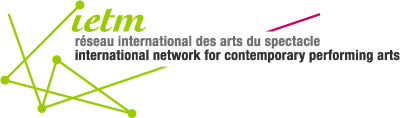 ietm
réseau international des arts du spectacle
international network for contemporary performing arts